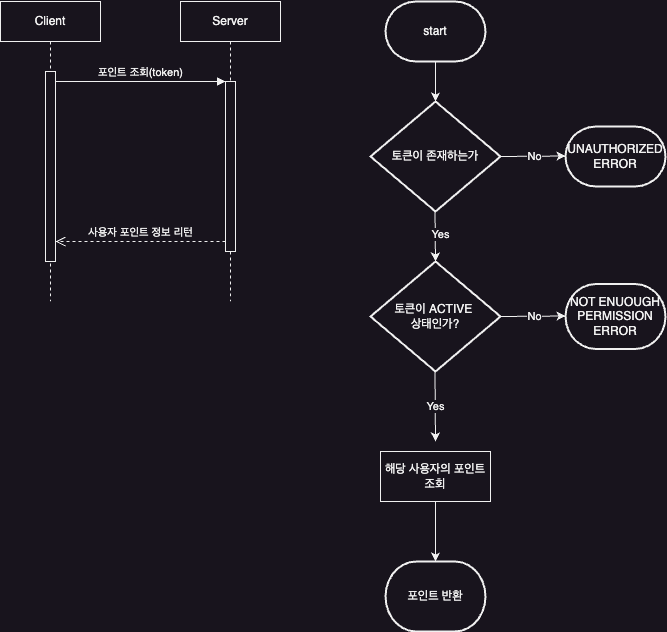 Client
Server
포인트 조회(token)
사용자 포인트 정보 리턴
start
토큰이 존재하는가
No
UNAUTHORIZED
ERROR
Yes
토큰이 ACTIVE
상태인가?
No
NOT ENUOUGH
PERMISSION
ERROR
Yes
해당 사용자의 포인트
조회
포인트 반환